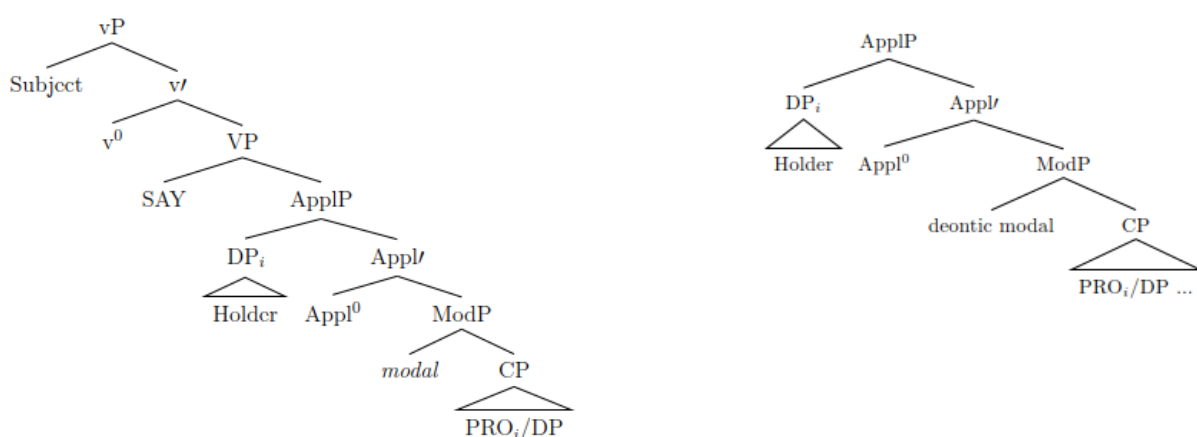 vP
Subject v′
v⁰ VP
SAY ApplP
DPᵢ Appl′
Holder Appl⁰ ModP
modal CP
PROᵢ/DP
ApplP
DPᵢ Appl′
Holder Appl⁰ ModP
deontic modal CP
PROᵢ/DP ...